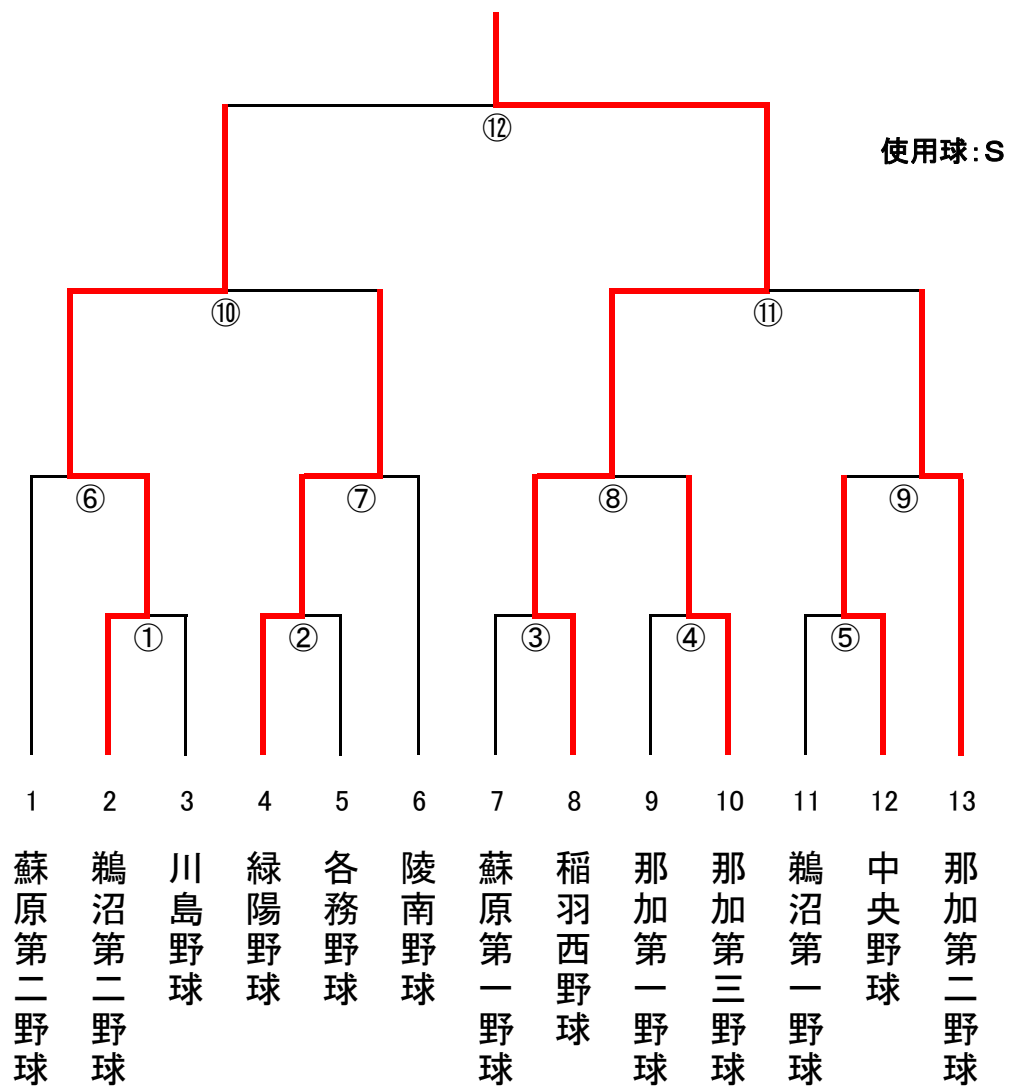 ⑫
使用球:S
⑩
⑪
⑥
⑦
⑧
⑨
①
②
③
④
⑤
1 2 3 4 5 6 7 8 9 10 11 12 13
蘇原第二野球
鵜沼第二野球
川島野球
緑陽野球
各務野球
陵南野球
蘇原第一野球
稲羽西野球
那加第一野球
那加第三野球
鵜沼第一野球
中央野球
那加第二野球